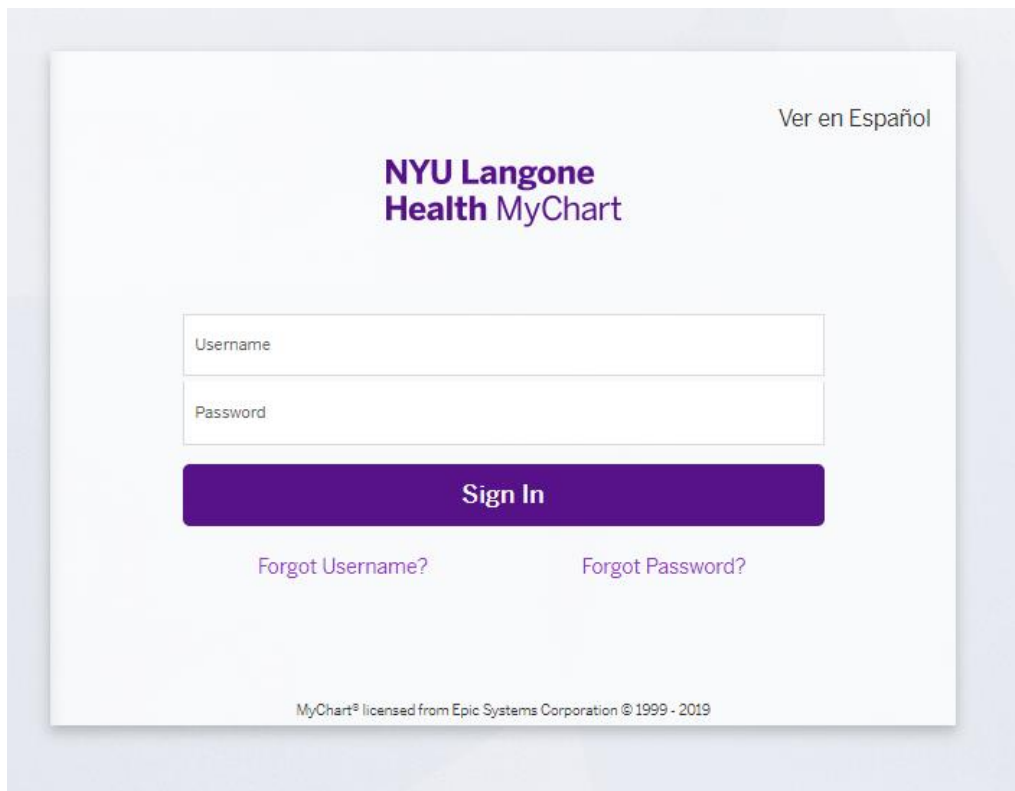 Ver en Español
NYU Langone
Health MyChart
Username
Password
Sign In
Forgot Username? Forgot Password?
MyChart® licensed from Epic Systems Corporation © 1999 - 2019